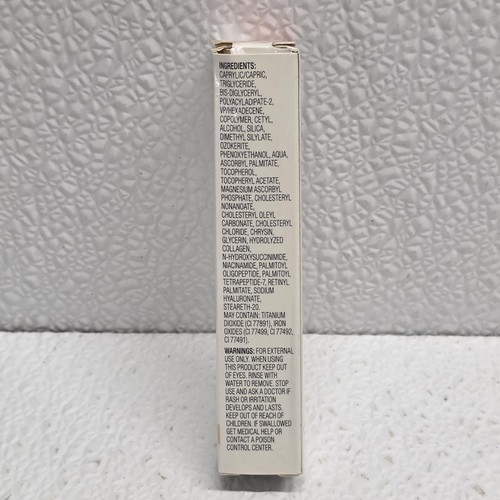 INGREDIENTS:
CAPRYLIC/CAPRIC,
TRIGLYCERIDE,
BIS-DIGLYCERYL,
POLYACYLADIPATE-2,
VP/HEXADECENE,
COPOLYMER, CETYL,
ALCOHOL, SILICA,
DIMETHYL SILYLATE,
OZOKERITE,
PHENOXYETHANOL, AQUA,
ASCORBYL PALMITATE,
TOCOPHEROL,
TOCOPHERYL ACETATE,
MAGNESIUM ASCORBYL
PHOSPHATE, CHOLESTERYL
NONANOATE,
CHOLESTERYL OLEYL
CARBONATE, CHOLESTERYL
CHLORIDE, CHRYSIN,
GLYCERIN, HYDROLYZED
COLLAGEN,
N-HYDROXYSUCCINIMIDE,
NIACINAMIDE, PALMITOYL
OLIGOPEPTIDE, PALMITOYL
TETRAPEPTIDE-7, RETINYL
PALMITATE, SODIUM
HYALURONATE,
STEARETH-20.
MAY CONTAIN: TITANIUM
DIOXIDE (CI 77891), IRON
OXIDES (CI 77499, CI 77492,
CI 77491).
WARNINGS: FOR EXTERNAL
USE ONLY. WHEN USING
THIS PRODUCT KEEP OUT
OF EYES. RINSE WITH
WATER TO REMOVE. STOP
USE AND ASK A DOCTOR IF
RASH OR IRRITATION
DEVELOPS AND LASTS.
KEEP OUT OF REACH OF
CHILDREN. IF SWALLOWED
GET MEDICAL HELP OR
CONTACT A POISON
CONTROL CENTER.